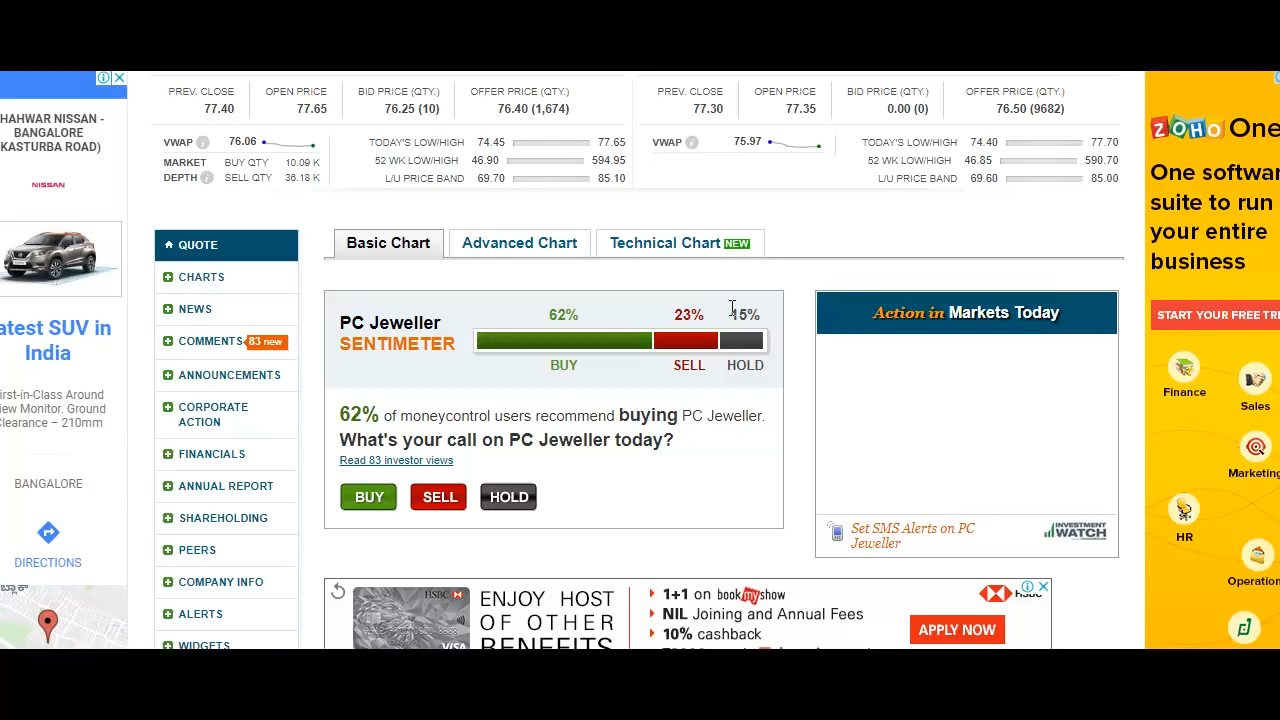 PREV. CLOSE OPEN PRICE BID PRICE (QTY.) OFFER PRICE (QTY.)
77.40 77.65 76.25 (10) 76.40 (1,674)
VWAP 76.06
MARKET DEPTH BUY QTY 10.09 K
SELL QTY 36.18 K
TODAY'S LOW/HIGH 74.45 77.65
52 WK LOW/HIGH 46.90 594.95
L/U PRICE BAND 69.70 85.10
PREV. CLOSE OPEN PRICE BID PRICE (QTY.) OFFER PRICE (QTY.)
77.30 77.35 0.00 (0) 76.50 (9682)
VWAP 75.97
TODAY'S LOW/HIGH 74.40 77.70
52 WK LOW/HIGH 46.85 590.70
L/U PRICE BAND 69.60 85.00
HAHWAR NISSAN -
BANGALORE
KASTURBA ROAD)
NISSAN
atest SUV in
India
irst-in-Class Around
iew Monitor. Ground
Clearance – 210mm
BANGALORE
DIRECTIONS
QUOTE
CHARTS
NEWS
COMMENTS 83 new
ANNOUNCEMENTS
CORPORATE
ACTION
FINANCIALS
ANNUAL REPORT
SHAREHOLDING
PEERS
COMPANY INFO
ALERTS
WIDGETS
Basic Chart Advanced Chart Technical Chart NEW
PC Jeweller
SENTIMETER
62% 23% 15%
BUY SELL HOLD
62% of moneycontrol users recommend buying PC Jeweller.
What's your call on PC Jeweller today?
Read 83 investor views
BUY SELL HOLD
Action in Markets Today
Set SMS Alerts on PC
Jeweller
INVESTMENT
WATCH
HSBC
VISA
ENJOY HOST
OF OTHER
BENEFITS
1+1 on bookmyshow
NIL Joining and Annual Fees
10% cashback
HSBC
APPLY NOW
ZOHO One
One softwar
suite to run
your entire
business
START YOUR FREE TR
Finance
Sales
Marketing
HR
Operation